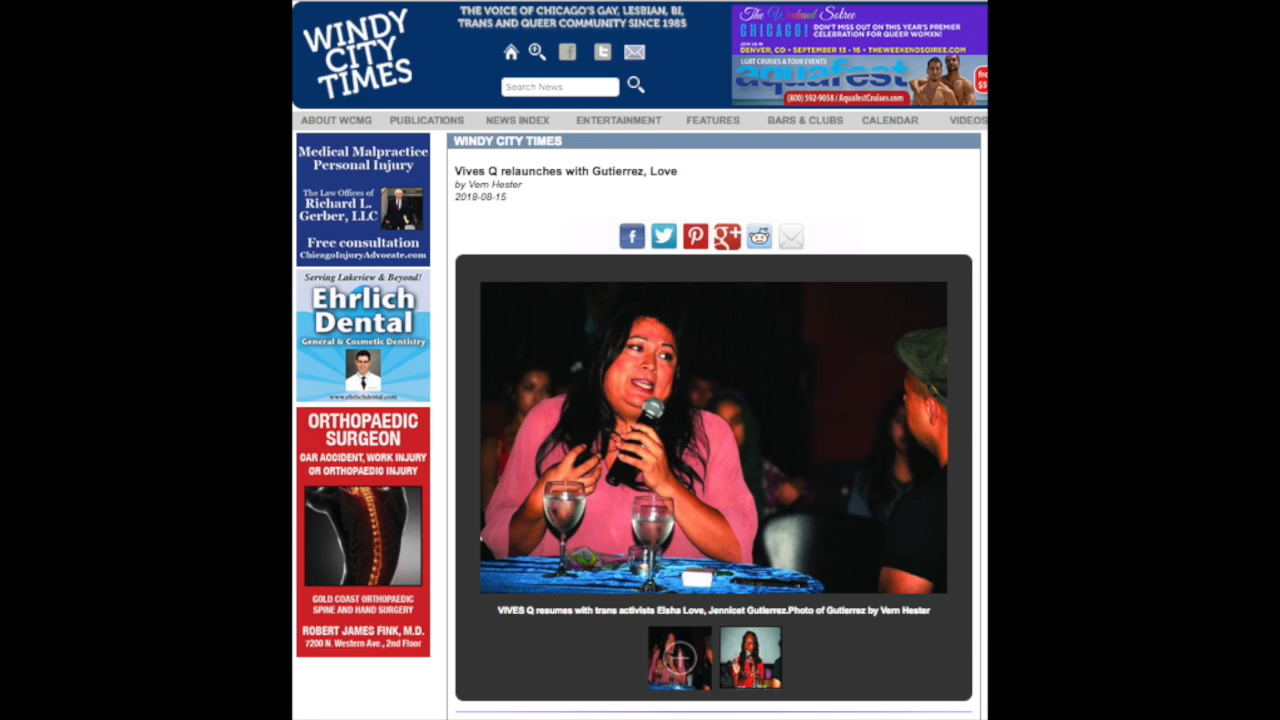 WINDY
CITY
TIMES
THE VOICE OF CHICAGO'S GAY, LESBIAN, BI,
TRANS AND QUEER COMMUNITY SINCE 1985
Search News
The Weekend Soiree
CHICAGO! DON'T MISS OUT ON THIS YEAR'S PREMIER
CELEBRATION FOR QUEER WOMXN!
JOIN US IN
DENVER, CO • SEPTEMBER 13 - 16 • THEWEEKENDSOIREE.COM
LGBT CRUISES & TOUR EVENTS
aquafest
(800) 592-9058 / AquafestCruises.com
ABOUT WCMG PUBLICATIONS NEWS INDEX ENTERTAINMENT FEATURES BARS & CLUBS CALENDAR VIDEOS
Medical Malpractice
Personal Injury
The Law Offices of
Richard L.
Gerber, LLC
Free consultation
ChicagoInjuryAdvocate.com
Serving Lakeview & Beyond!
Ehrlich
Dental
General & Cosmetic Dentistry
www.ehrlichdental.com
ORTHOPAEDIC
SURGEON
CAR ACCIDENT, WORK INJURY
OR ORTHOPAEDIC INJURY
GOLD COAST ORTHOPAEDIC
SPINE AND HAND SURGERY
ROBERT JAMES FINK, M.D.
7200 N. Western Ave., 2nd Floor
WINDY CITY TIMES
Vives Q relaunches with Gutierrez, Love
by Vern Hester
2018-08-15
VIVES Q resumes with trans activists Eisha Love, Jennicet Gutierrez.Photo of Gutierrez by Vern Hester